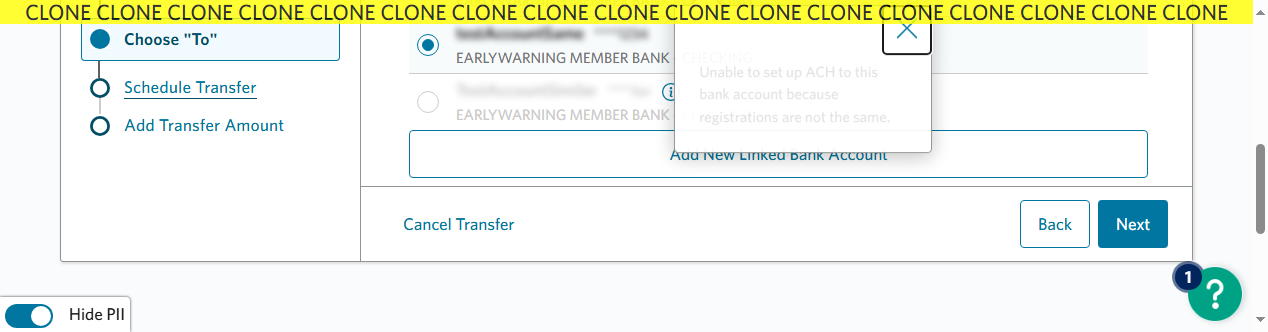 CLONE CLONE CLONE CLONE CLONE CLONE CLONE CLONE CLONE CLONE CLONE CLONE CLONE CLONE CLONE CLONE CLONE
Choose "To"
Schedule Transfer
Add Transfer Amount
EARLYWARNING MEMBER BANK - CHECKING
EARLYWARNING MEMBER BANK
Unable to set up ACH to this
bank account because
registrations are not the same.
Add New Linked Bank Account
Cancel Transfer
Back
Next
1
?
Hide PII